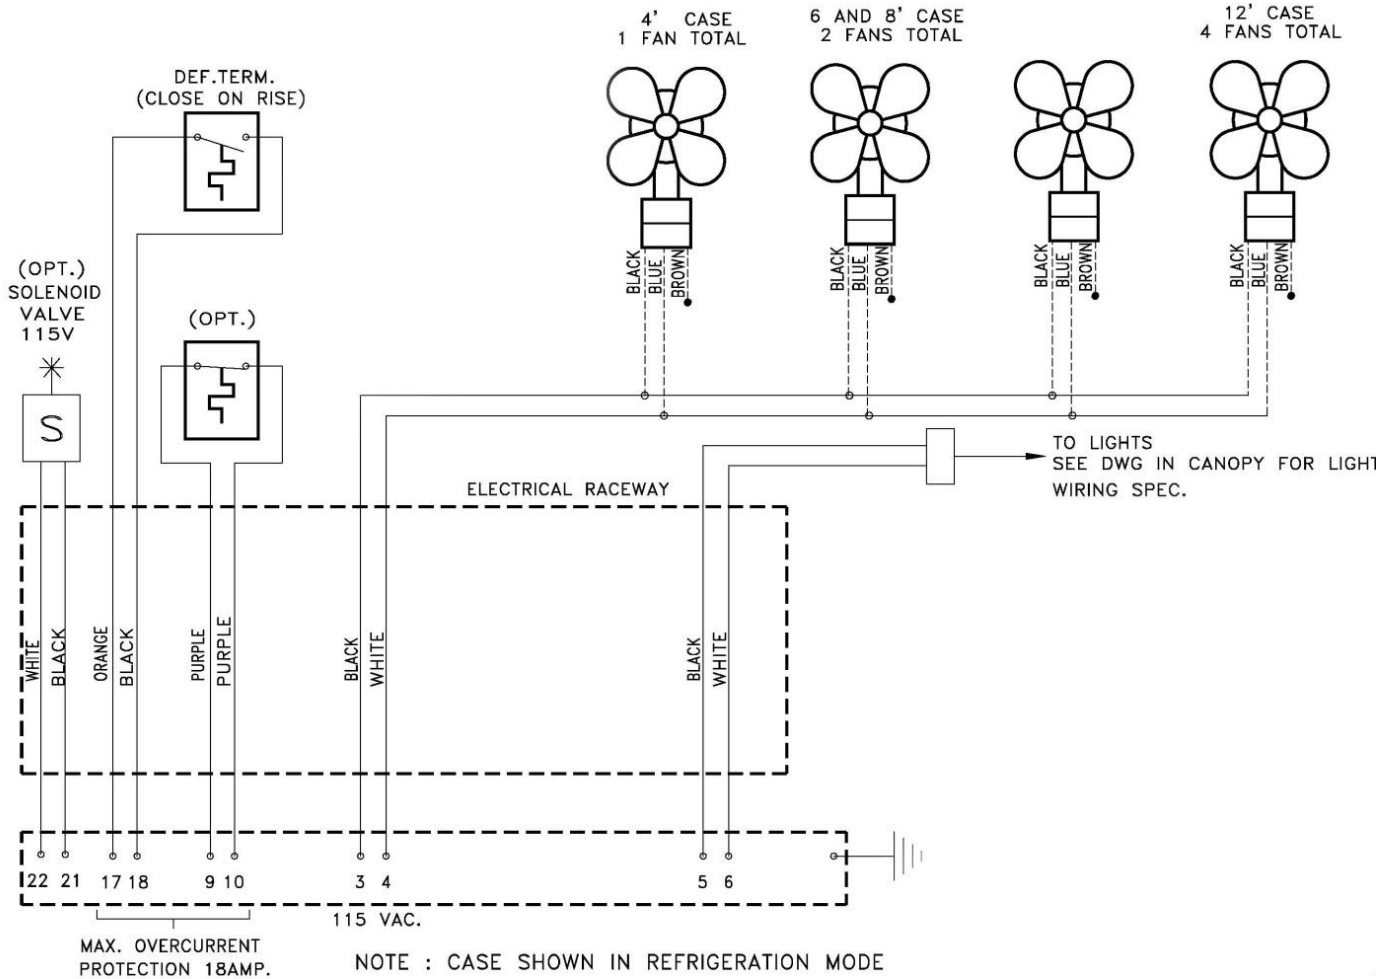 4' CASE
1 FAN TOTAL
6 AND 8' CASE
2 FANS TOTAL
12' CASE
4 FANS TOTAL
DEF.TERM.
(CLOSE ON RISE)
BLACK
BLUE
BROWN
BLACK
BLUE
BROWN
BLACK
BLUE
BROWN
BLACK
BLUE
BROWN
(OPT.)
SOLENOID
VALVE
115V
(OPT.)
S
TO LIGHTS
SEE DWG IN CANOPY FOR LIGHT
WIRING SPEC.
ELECTRICAL RACEWAY
WHITE
BLACK
ORANGE
BLACK
PURPLE
PURPLE
BLACK
WHITE
BLACK
WHITE
22 21 17 18 9 10 3 4 5 6
115 VAC.
MAX. OVERCURRENT
PROTECTION 18AMP.
NOTE : CASE SHOWN IN REFRIGERATION MODE